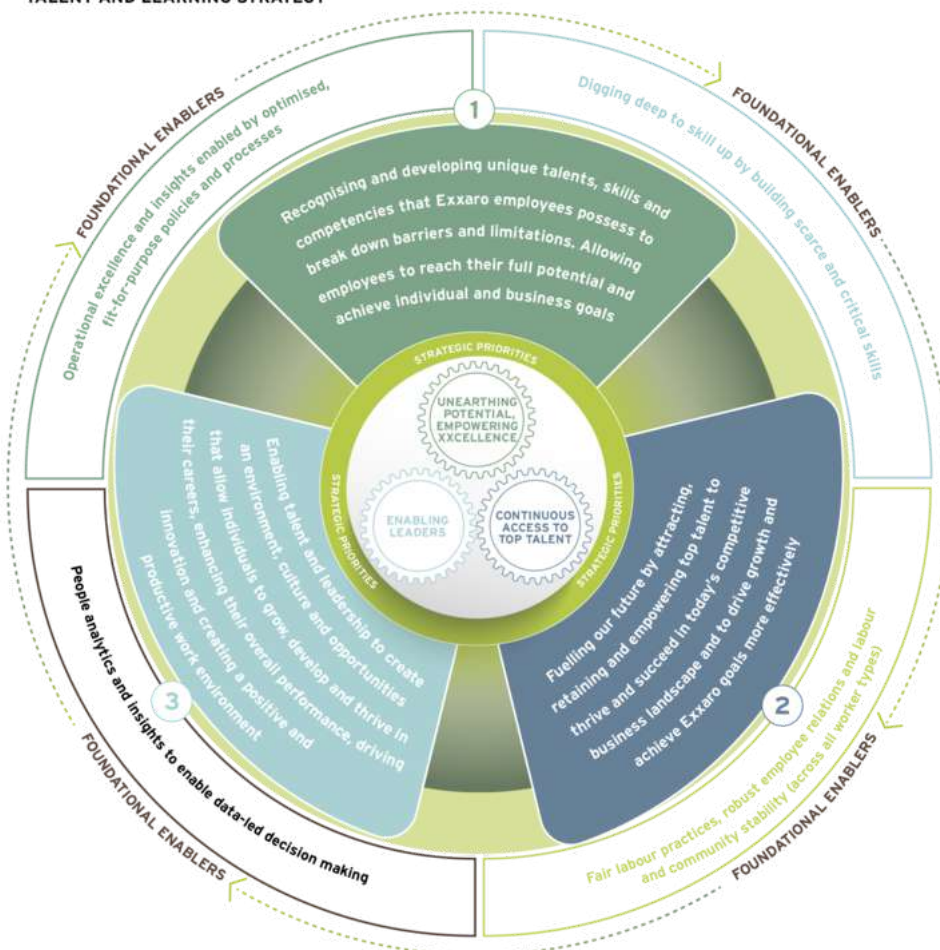 TALENT AND LEARNING STRATEGY
FOUNDATIONAL ENABLERS
Operational excellence and insights enabled by optimised,
fit-for-purpose policies and processes
FOUNDATIONAL ENABLERS
Digging deep to skill up by building scarce and critical skills
1
Recognising and developing unique talents, skills and
competencies that Exxaro employees possess to
break down barriers and limitations. Allowing
employees to reach their full potential and
achieve individual and business goals
STRATEGIC PRIORITIES
UNEARTHING
POTENTIAL,
EMPOWERING
XXCELLENCE
STRATEGIC PRIORITIES
ENABLING
LEADERS
CONTINUOUS
ACCESS TO
TOP TALENT
STRATEGIC PRIORITIES
2
Fuelling our future by attracting,
retaining and empowering top talent to
thrive and succeed in today's competitive
business landscape and to drive growth and
achieve Exxaro goals more effectively
3
Enabling talent and leadership to create
an environment, culture and opportunities
that allow individuals to grow, develop and thrive in
their careers, enhancing their overall performance, driving
innovation and creating a positive and
productive work environment
Fair labour practices, robust employee relations and labour
and community stability (across all worker types)
FOUNDATIONAL ENABLERS
People analytics and insights to enable data-led decision making
FOUNDATIONAL ENABLERS